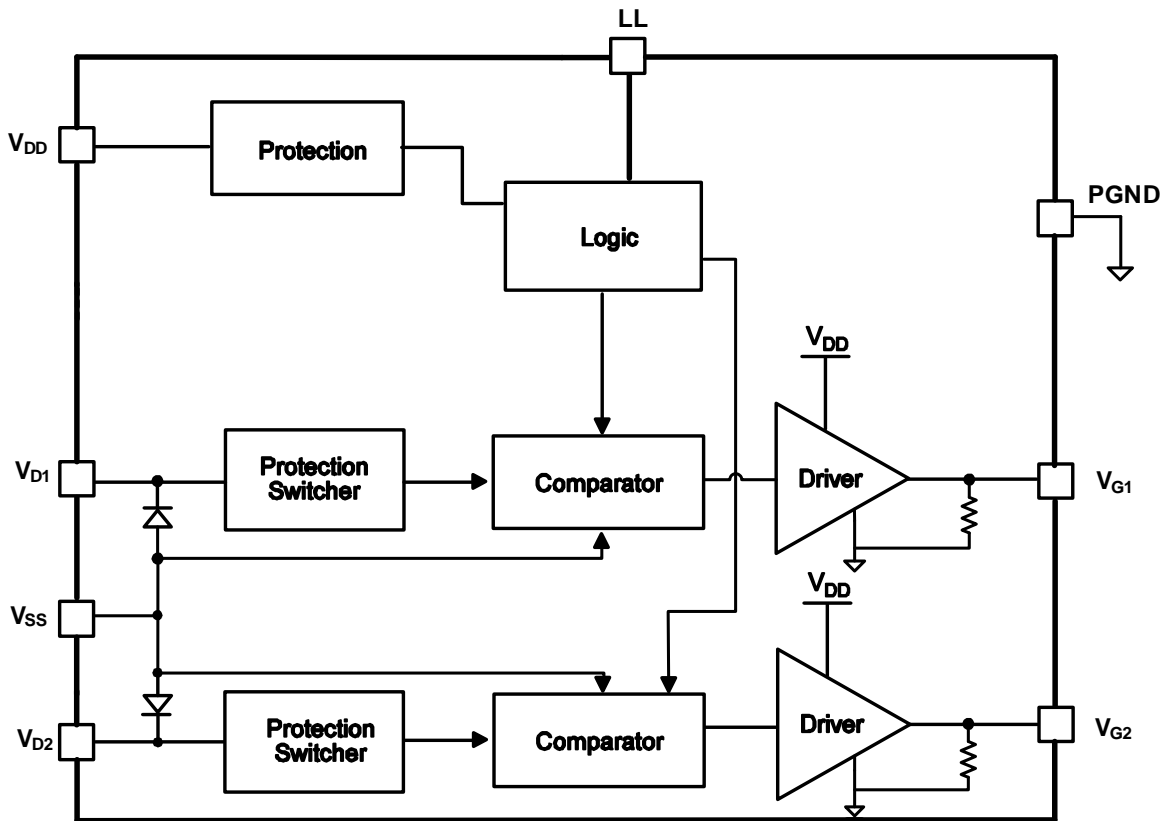 LL
VDD
Protection
PGND
Logic
VDD
VD1
Protection
Switcher
Comparator
Driver
VG1
VSS
VDD
VD2
Protection
Switcher
Comparator
Driver
VG2